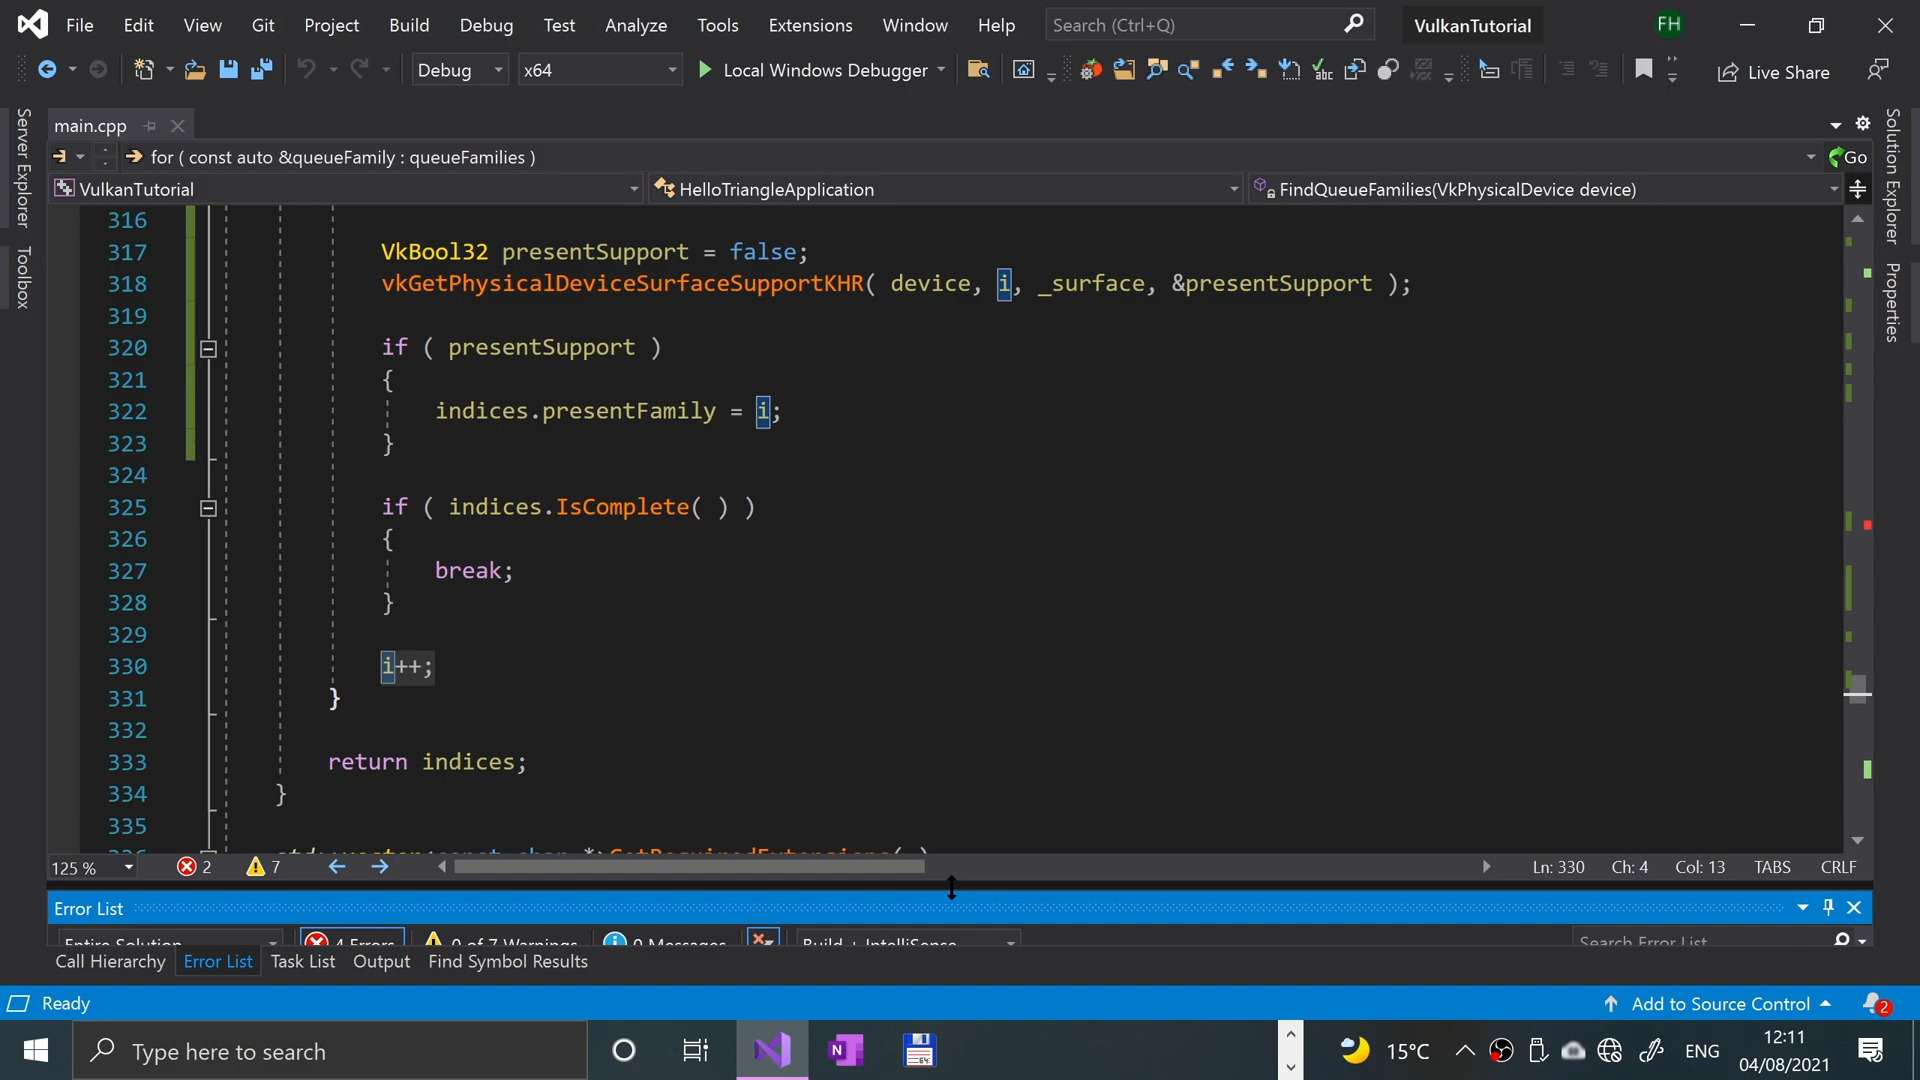 File Edit View Git Project Build Debug Test Analyze Tools Extensions Window Help Search (Ctrl+Q) VulkanTutorial FH
Debug x64 Local Windows Debugger Live Share
Server Explorer
Toolbox
main.cpp
for ( const auto &queueFamily : queueFamilies ) Go
VulkanTutorial HelloTriangleApplication FindQueueFamilies(VkPhysicalDevice device)
316
317 VkBool32 presentSupport = false;
318 vkGetPhysicalDeviceSurfaceSupportKHR( device, i, _surface, &presentSupport );
319
320 if ( presentSupport )
321 {
322 indices.presentFamily = i;
323 }
324
325 if ( indices.IsComplete( ) )
326 {
327 break;
328 }
329
330 i++;
331 }
332
333 return indices;
334 }
335
336 std::vector<const char *>GetRequiredExtensions( )
Solution Explorer
Properties
125 % 2 7 Ln: 330 Ch: 4 Col: 13 TABS CRLF
Error List
Entire Solution 4 Errors 0 of 7 Warnings 0 Messages Build + IntelliSense Search Error List
Call Hierarchy Error List Task List Output Find Symbol Results
Ready Add to Source Control 2
Type here to search N 64 15°C ENG 12:11
04/08/2021